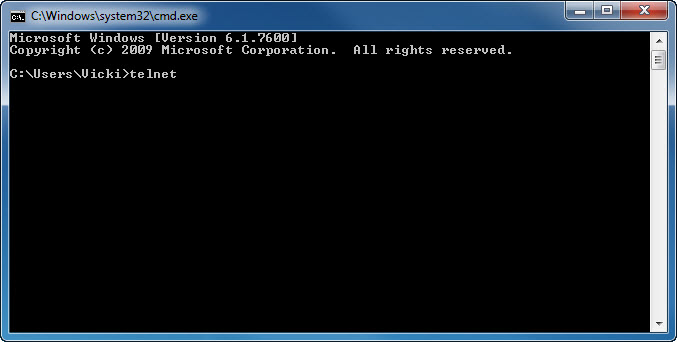 C:\Windows\system32\cmd.exe
Microsoft Windows [Version 6.1.7600]
Copyright (c) 2009 Microsoft Corporation.  All rights reserved.
C:\Users\Vicki>telnet